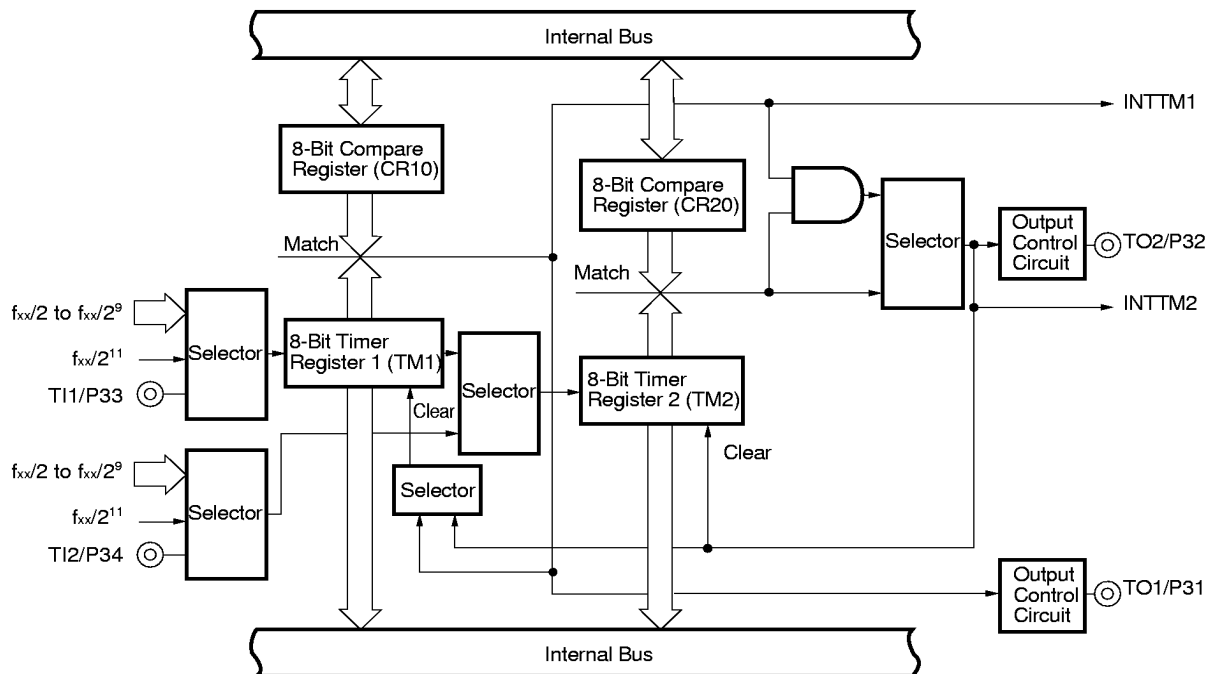 Internal Bus
INTTM1
8-Bit Compare
Register (CR10)
8-Bit Compare
Register (CR20)
Selector
Output
Control
Circuit
TO2/P32
Match
Match
INTTM2
fxx/2 to fxx/2⁹
fxx/2¹¹
TI1/P33
Selector
8-Bit Timer
Register 1 (TM1)
Selector
8-Bit Timer
Register 2 (TM2)
Clear
Clear
fxx/2 to fxx/2⁹
fxx/2¹¹
TI2/P34
Selector
Selector
Output
Control
Circuit
TO1/P31
Internal Bus